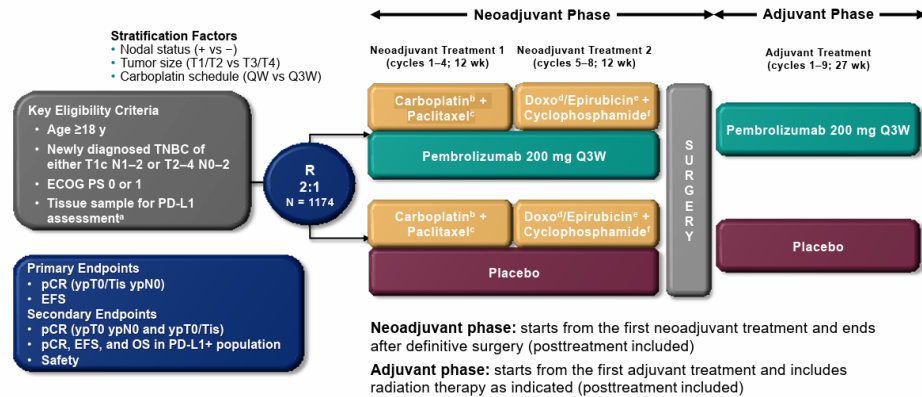 Neoadjuvant Phase
Adjuvant Phase
Stratification Factors
• Nodal status (+ vs −)
• Tumor size (T1/T2 vs T3/T4)
• Carboplatin schedule (QW vs Q3W)
Neoadjuvant Treatment 1
(cycles 1–4; 12 wk)
Neoadjuvant Treatment 2
(cycles 5–8; 12 wk)
Adjuvant Treatment
(cycles 1–9; 27 wk)
Key Eligibility Criteria
• Age ≥18 y
• Newly diagnosed TNBC of
either T1c N1–2 or T2–4 N0–2
• ECOG PS 0 or 1
• Tissue sample for PD-L1
assessmentᵃ
R
2:1
N = 1174
Carboplatinᵇ +
Paclitaxelᶜ
Doxoᵈ/Epirubicinᵉ +
Cyclophosphamideᶠ
Pembrolizumab 200 mg Q3W
Carboplatinᵇ +
Paclitaxelᶜ
Doxoᵈ/Epirubicinᵉ +
Cyclophosphamideᶠ
Placebo
SURGERY
Pembrolizumab 200 mg Q3W
Placebo
Primary Endpoints
• pCR (ypT0/Tis ypN0)
• EFS
Secondary Endpoints
• pCR (ypT0 ypN0 and ypT0/Tis)
• pCR, EFS, and OS in PD-L1+ population
• Safety
Neoadjuvant phase: starts from the first neoadjuvant treatment and ends
after definitive surgery (posttreatment included)
Adjuvant phase: starts from the first adjuvant treatment and includes
radiation therapy as indicated (posttreatment included)